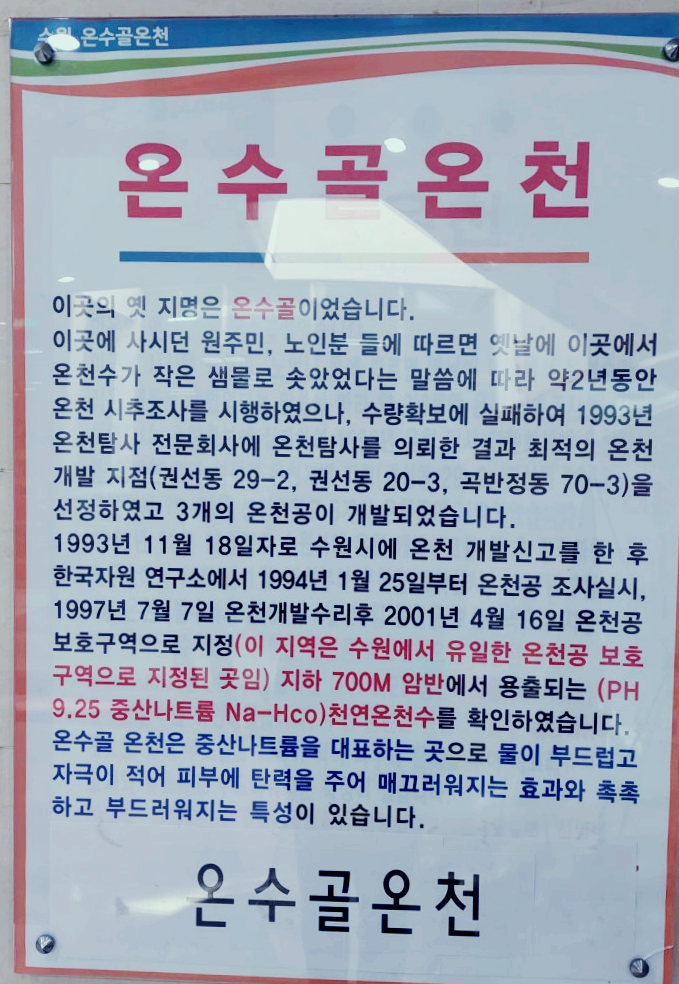 수원 온수골온천
온수골온천
이곳의 옛 지명은 온수골이었습니다.
이곳에 사시던 원주민, 노인분 들에 따르면 옛날에 이곳에서
온천수가 작은 샘물로 솟았었다는 말씀에 따라 약2년동안
온천 시추조사를 시행하였으나, 수량확보에 실패하여 1993년
온천탐사 전문회사에 온천탐사를 의뢰한 결과 최적의 온천
개발 지점(권선동 29-2, 권선동 20-3, 곡반정동 70-3)을
선정하였고 3개의 온천공이 개발되었습니다.
1993년 11월 18일자로 수원시에 온천 개발신고를 한 후
한국자원 연구소에서 1994년 1월 25일부터 온천공 조사실시,
1997년 7월 7일 온천개발수리후 2001년 4월 16일 온천공
보호구역으로 지정(이 지역은 수원에서 유일한 온천공 보호
구역으로 지정된 곳임) 지하 700M 암반에서 용출되는 (PH
9.25 중산나트륨 Na-Hco)천연온천수를 확인하였습니다.
온수골 온천은 중산나트륨을 대표하는 곳으로 물이 부드럽고
자극이 적어 피부에 탄력을 주어 매끄러워지는 효과와 촉촉
하고 부드러워지는 특성이 있습니다.
온수골온천